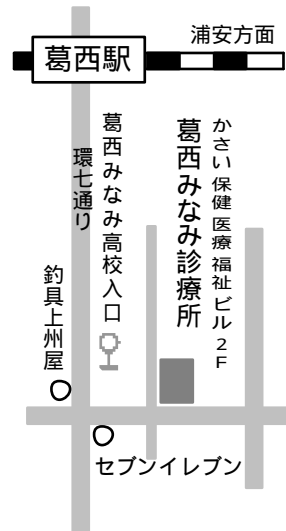 浦安方面
葛西駅
かさい保健医療福祉ビル2F
葛西みなみ診療所
葛西みなみ高校入口
環七通り
釣具上州屋
セブンイレブン